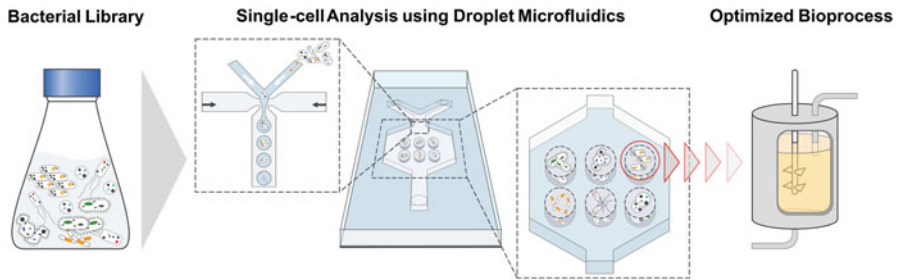 Bacterial Library
Single-cell Analysis using Droplet Microfluidics
Optimized Bioprocess